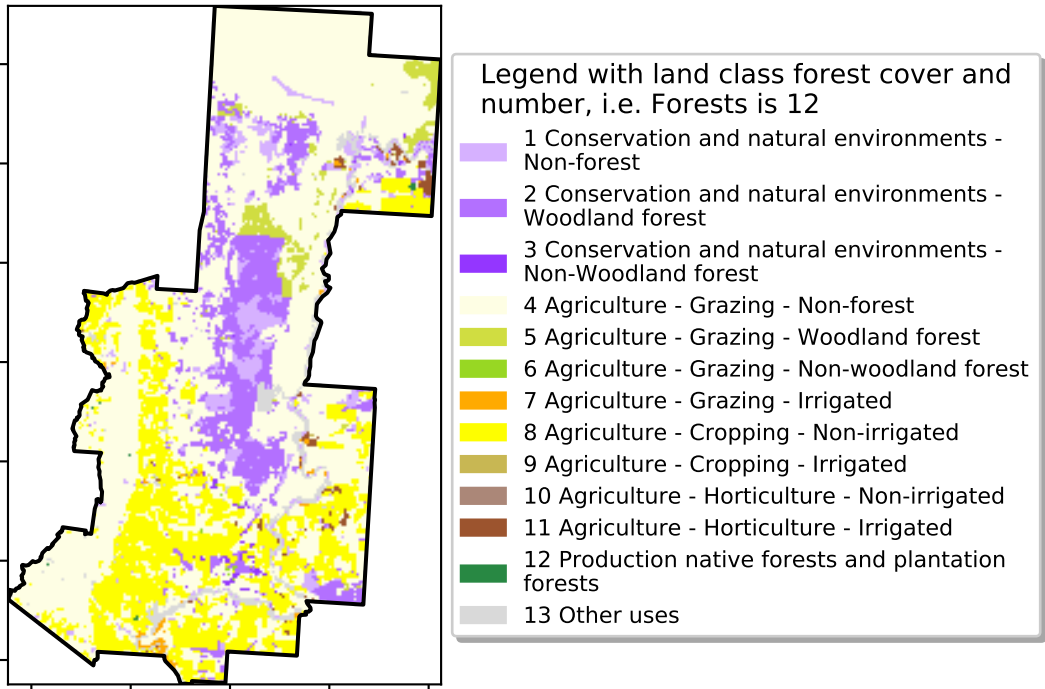 Legend with land class forest cover and
number, i.e. Forests is 12
1 Conservation and natural environments -
Non-forest
2 Conservation and natural environments -
Woodland forest
3 Conservation and natural environments -
Non-Woodland forest
4 Agriculture - Grazing - Non-forest
5 Agriculture - Grazing - Woodland forest
6 Agriculture - Grazing - Non-woodland forest
7 Agriculture - Grazing - Irrigated
8 Agriculture - Cropping - Non-irrigated
9 Agriculture - Cropping - Irrigated
10 Agriculture - Horticulture - Non-irrigated
11 Agriculture - Horticulture - Irrigated
12 Production native forests and plantation
forests
13 Other uses